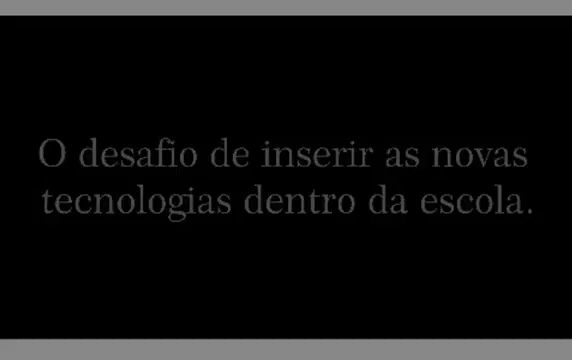 O desafio de inserir as novas
tecnologias dentro da escola.